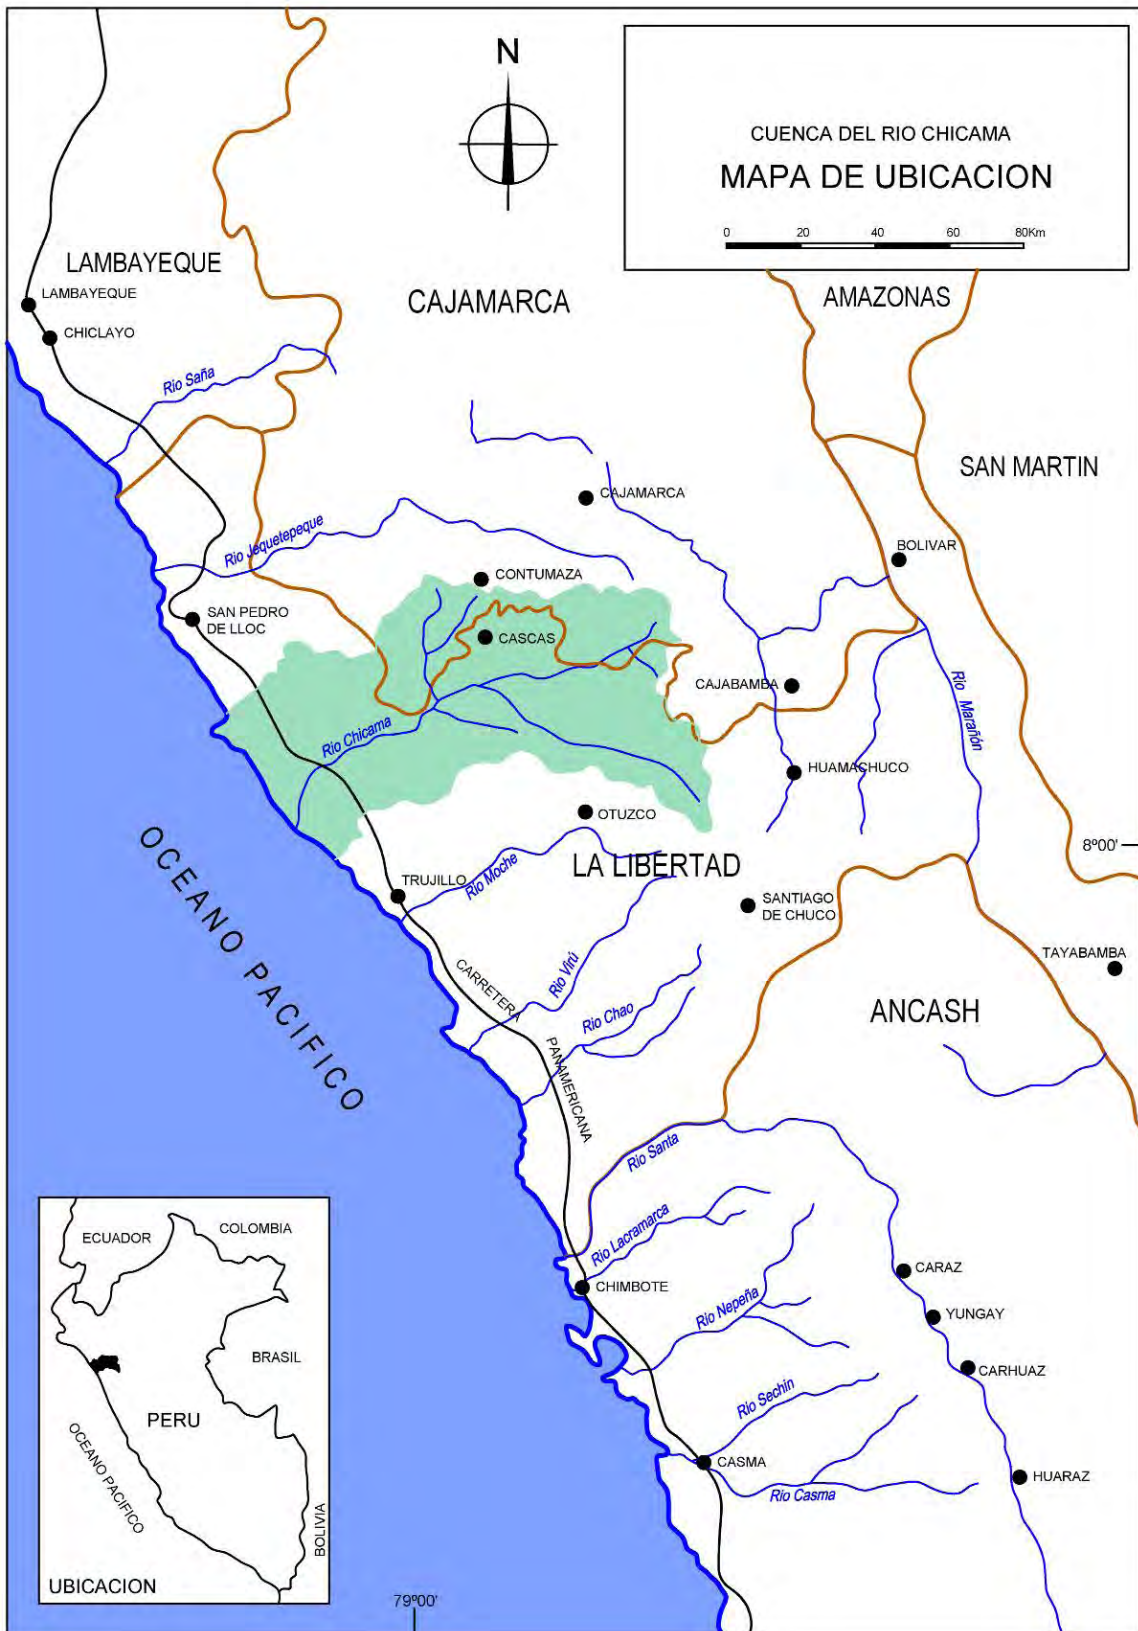 N
CUENCA DEL RIO CHICAMA
MAPA DE UBICACION
0 20 40 60 80Km
LAMBAYEQUE
LAMBAYEQUE
CHICLAYO
CAJAMARCA
AMAZONAS
Rio Saña
SAN MARTIN
CAJAMARCA
Rio Jequetepeque
BOLIVAR
CONTUMAZA
SAN PEDRO
DE LLOC
CASCAS
CAJABAMBA
Rio Marañón
Rio Chicama
HUAMACHUCO
OTUZCO
8º00'
OCEANO PACIFICO
Rio Moche
LA LIBERTAD
TRUJILLO
SANTIAGO
DE CHUCO
TAYABAMBA
CARRETERA
PANAMERICANA
Rio Virú
Rio Chao
ANCASH
Rio Santa
Rio Lacramarca
CHIMBOTE
CARAZ
Rio Nepeña
YUNGAY
CARHUAZ
Rio Sechin
CASMA
HUARAZ
Rio Casma
ECUADOR
COLOMBIA
BRASIL
PERU
OCEANO PACIFICO
BOLIVIA
UBICACION
79º00'